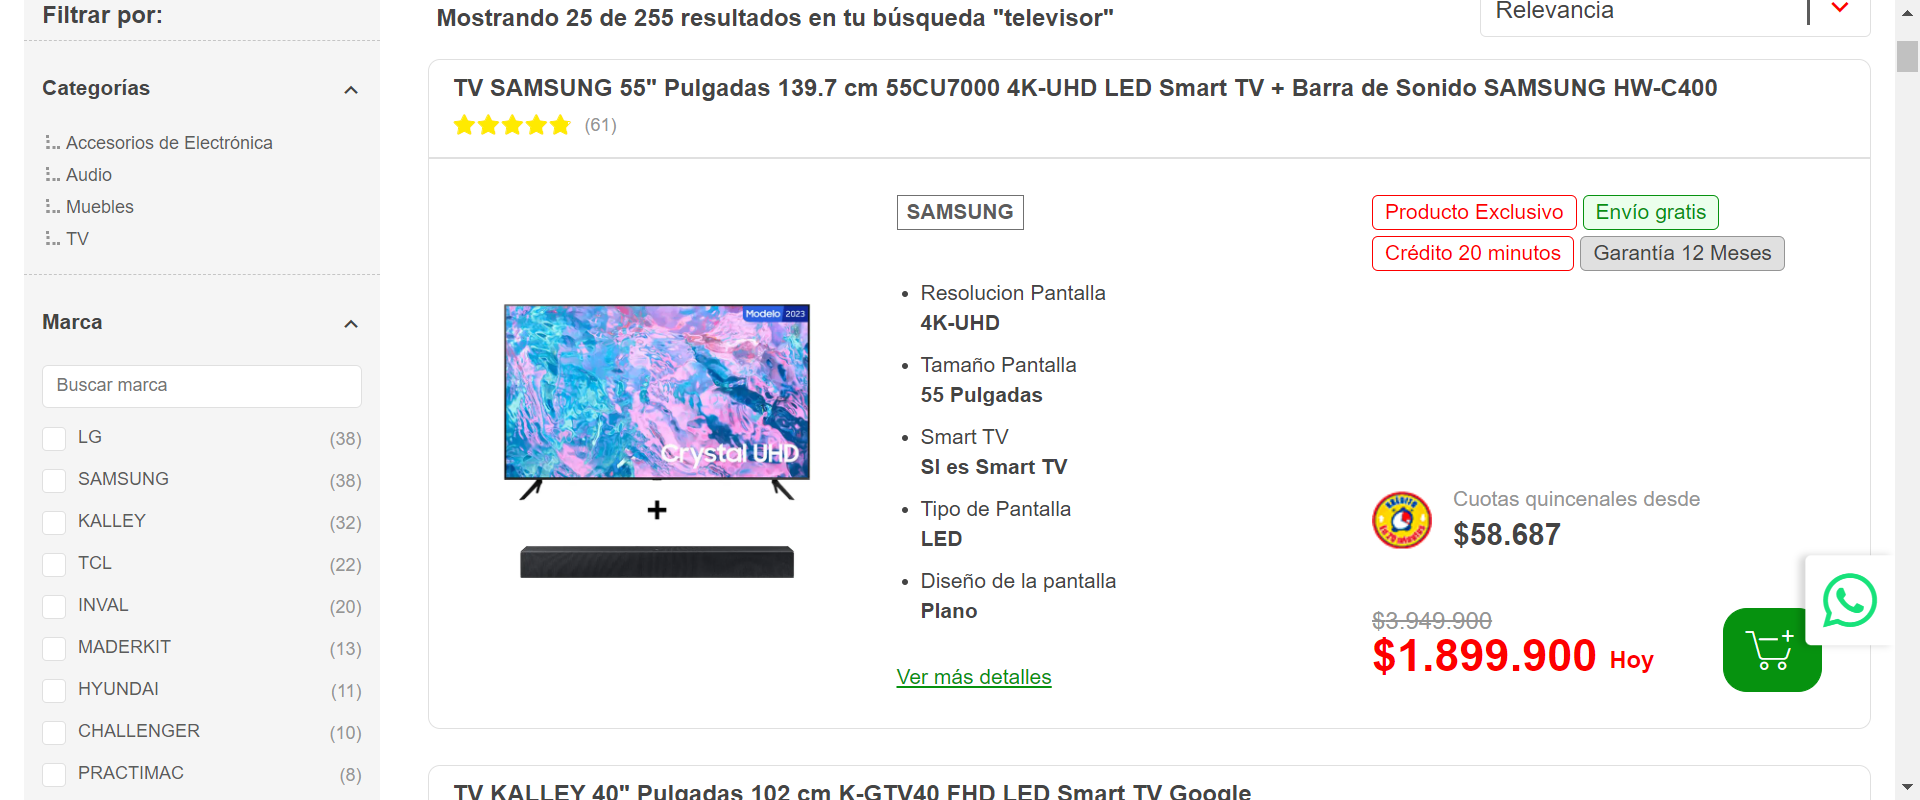 Filtrar por:
Mostrando 25 de 255 resultados en tu búsqueda "televisor"
Relevancia
Categorías
Accesorios de Electrónica
Audio
Muebles
TV
Marca
Buscar marca
LG (38)
SAMSUNG (38)
KALLEY (32)
TCL (22)
INVAL (20)
MADERKIT (13)
HYUNDAI (11)
CHALLENGER (10)
PRACTIMAC (8)
TV SAMSUNG 55" Pulgadas 139.7 cm 55CU7000 4K-UHD LED Smart TV + Barra de Sonido SAMSUNG HW-C400
(61)
Modelo 2023
Crystal UHD
+
SAMSUNG
Resolucion Pantalla
4K-UHD
Tamaño Pantalla
55 Pulgadas
Smart TV
SI es Smart TV
Tipo de Pantalla
LED
Diseño de la pantalla
Plano
Ver más detalles
Producto Exclusivo Envío gratis
Crédito 20 minutos Garantía 12 Meses
Cuotas quincenales desde
$58.687
$3.949.900
$1.899.900 Hoy
TV KALLEY 40" Pulgadas 102 cm K-GTV40 FHD LED Smart TV Google